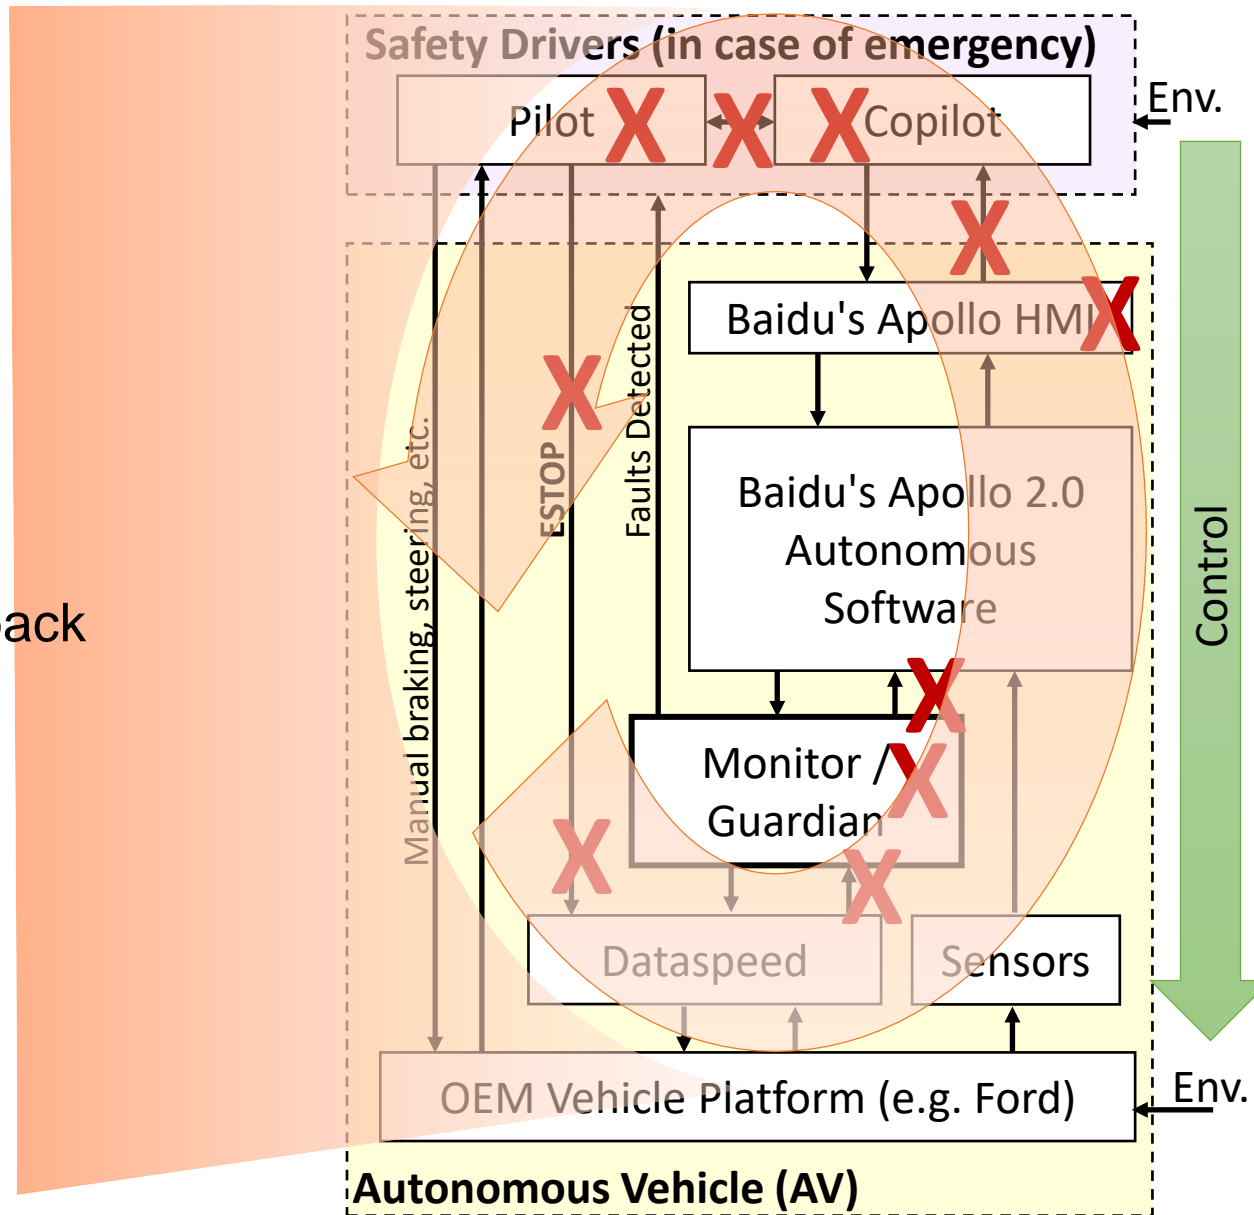 Safety Drivers (in case of emergency)
Pilot
Copilot
Env.
Baidu's Apollo HMI
Manual braking, steering, etc.
ESTOP
Faults Detected
Baidu's Apollo 2.0
Autonomous
Software
Control
back
Monitor /
Guardian
Dataspeed
Sensors
OEM Vehicle Platform (e.g. Ford)
Env.
Autonomous Vehicle (AV)